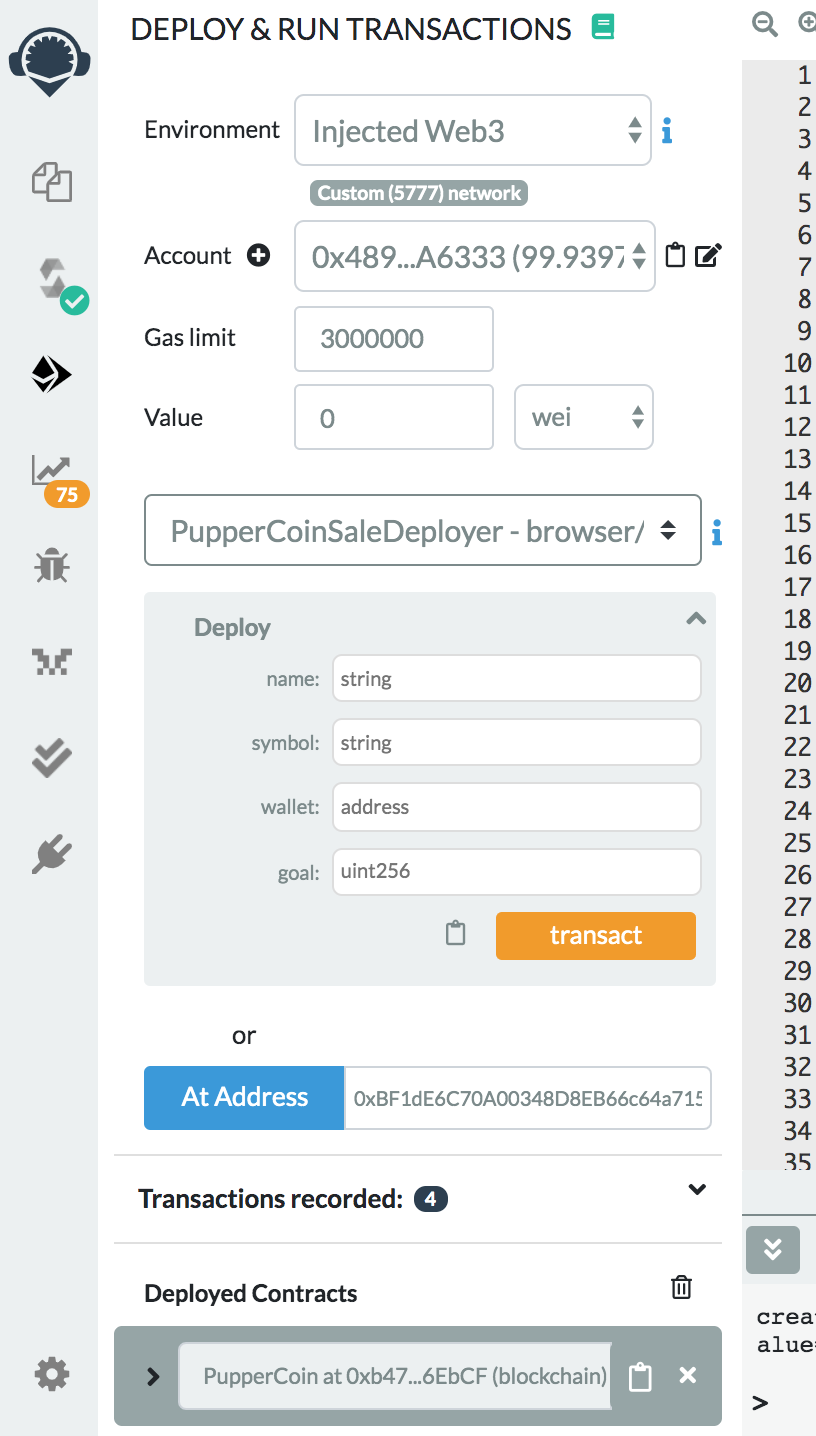 DEPLOY & RUN TRANSACTIONS
Environment Injected Web3
Custom (5777) network
Account 0x489...A6333 (99.9397
Gas limit 3000000
Value 0 wei
75
PupperCoinSaleDeployer - browser/
Deploy
name: string
symbol: string
wallet: address
goal: uint256
transact
or
At Address 0xBF1dE6C70A00348D8EB66c64a715
Transactions recorded: 4
Deployed Contracts
PupperCoin at 0xb47...6EbCF (blockchain)
1
2
3
4
5
6
7
8
9
10
11
12
13
14
15
16
17
18
19
20
21
22
23
24
25
26
27
28
29
30
31
32
33
34
35
crea
alue
>